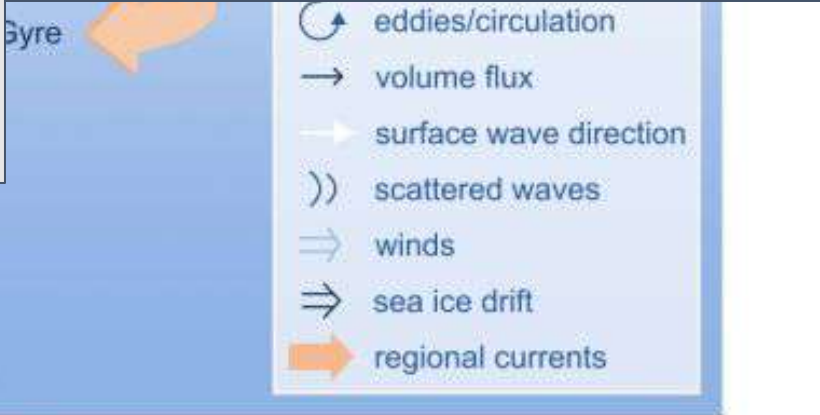 Gyre
eddies/circulation
volume flux
surface wave direction
scattered waves
winds
sea ice drift
regional currents